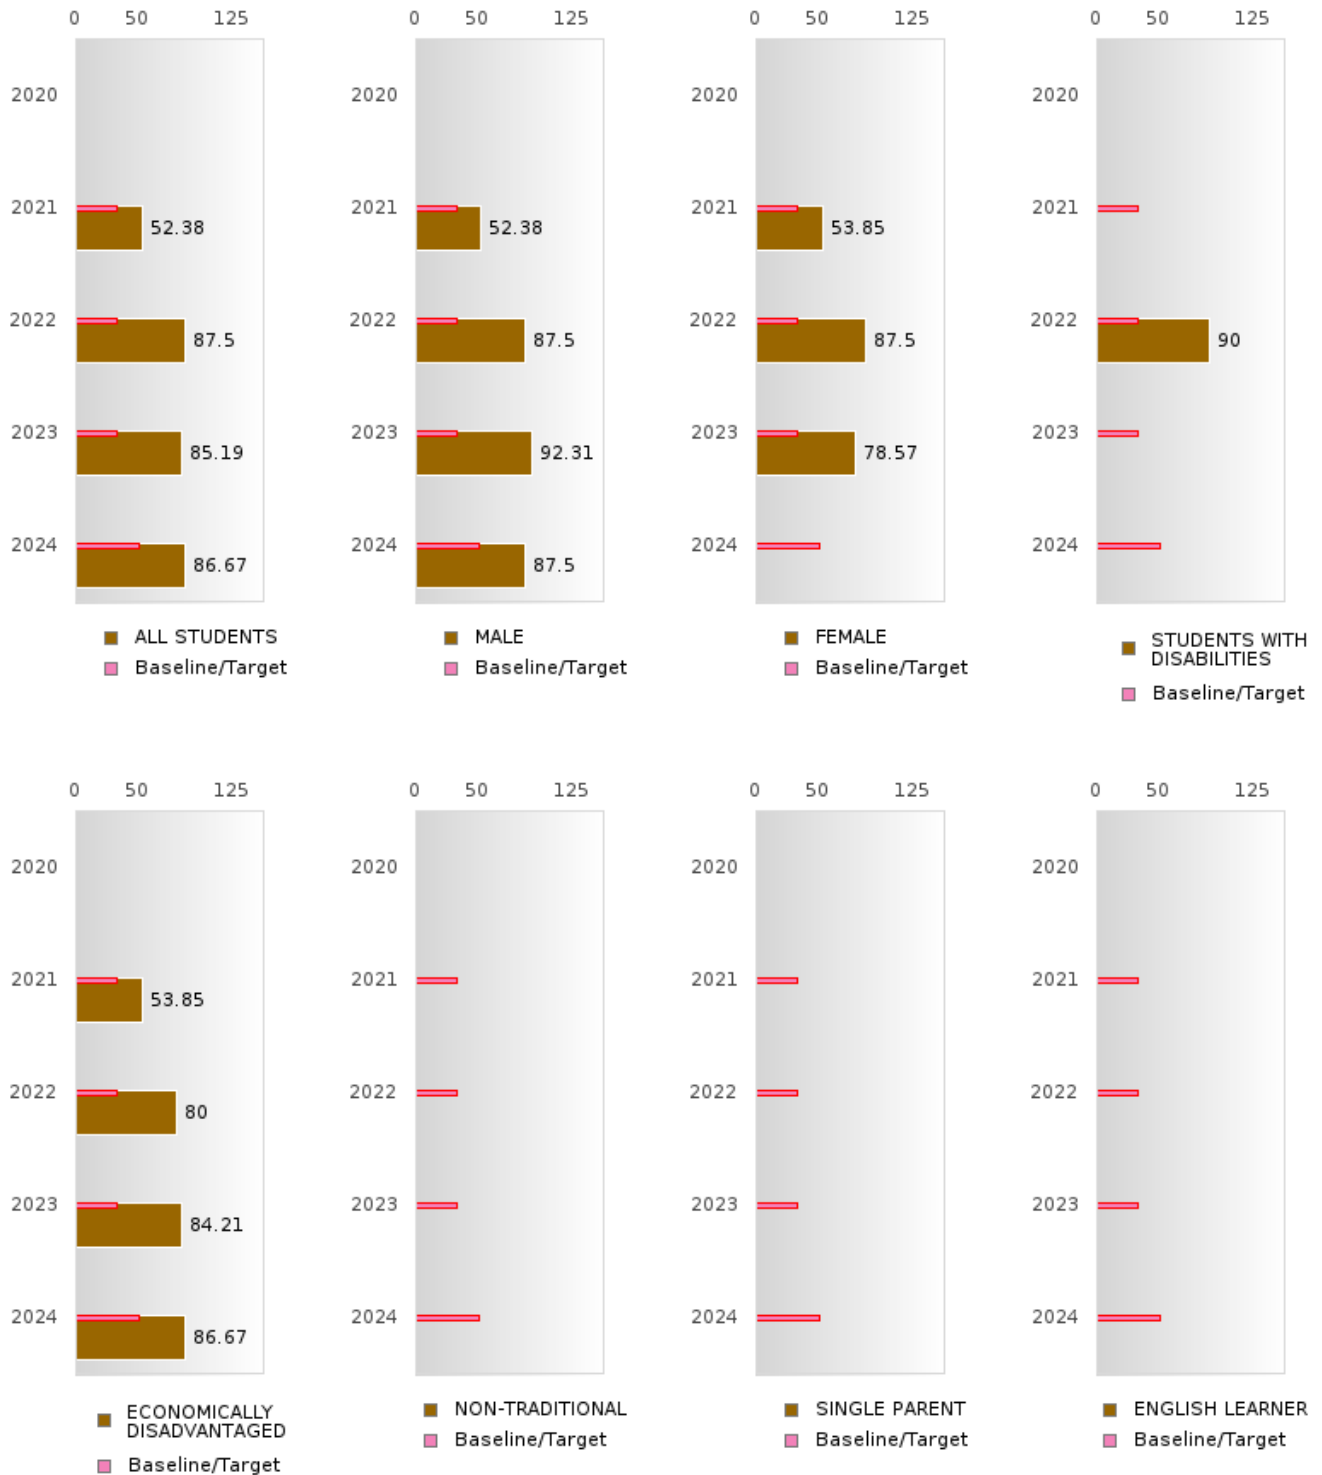 0 50 125
0 50 125
0 50 125
0 50 125
2020
2020
2020
2020
2021 52.38
2021 52.38
2021 53.85
2021
2022 87.5
2022 87.5
2022 87.5
2022 90
2023 85.19
2023 92.31
2023 78.57
2023
2024 86.67
2024 87.5
2024
2024
ALL STUDENTS
Baseline/Target
MALE
Baseline/Target
FEMALE
Baseline/Target
STUDENTS WITH
DISABILITIES
Baseline/Target
0 50 125
0 50 125
0 50 125
0 50 125
2020
2020
2020
2020
2021 53.85
2021
2021
2021
2022 80
2022
2022
2022
2023 84.21
2023
2023
2023
2024 86.67
2024
2024
2024
ECONOMICALLY
DISADVANTAGED
Baseline/Target
NON-TRADITIONAL
Baseline/Target
SINGLE PARENT
Baseline/Target
ENGLISH LEARNER
Baseline/Target